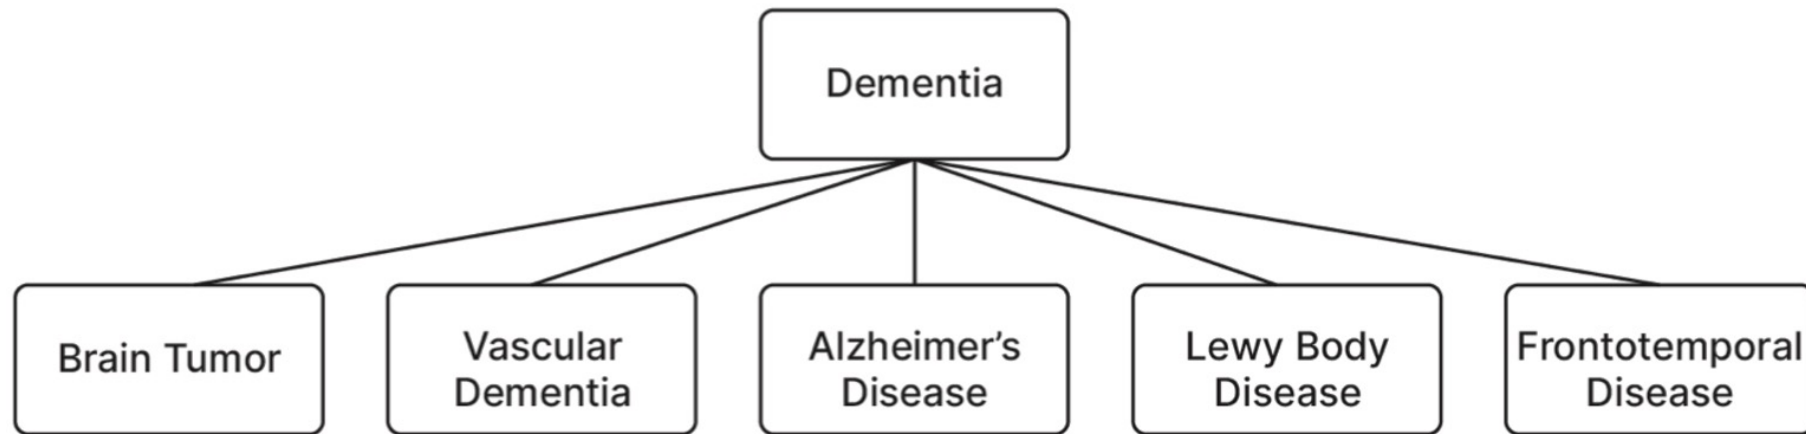 Dementia
Brain Tumor
Vascular
Dementia
Alzheimer’s
Disease
Lewy Body
Disease
Frontotemporal
Disease